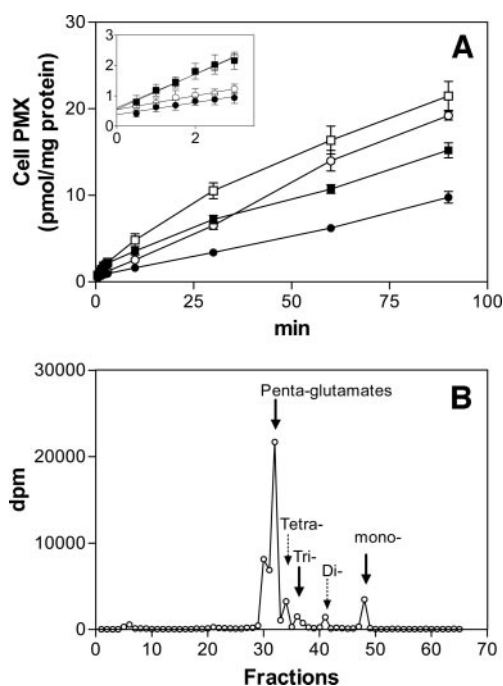 A
30
20
10
0
Cell PMX
(pmol/mg protein)
3
2
1
0
0 2
0 25 50 75 100
min
B
30000
20000
10000
0
dpm
Penta-glutamates
Tetra-
Tri-
Di-
mono-
0 10 20 30 40 50 60 70
Fractions